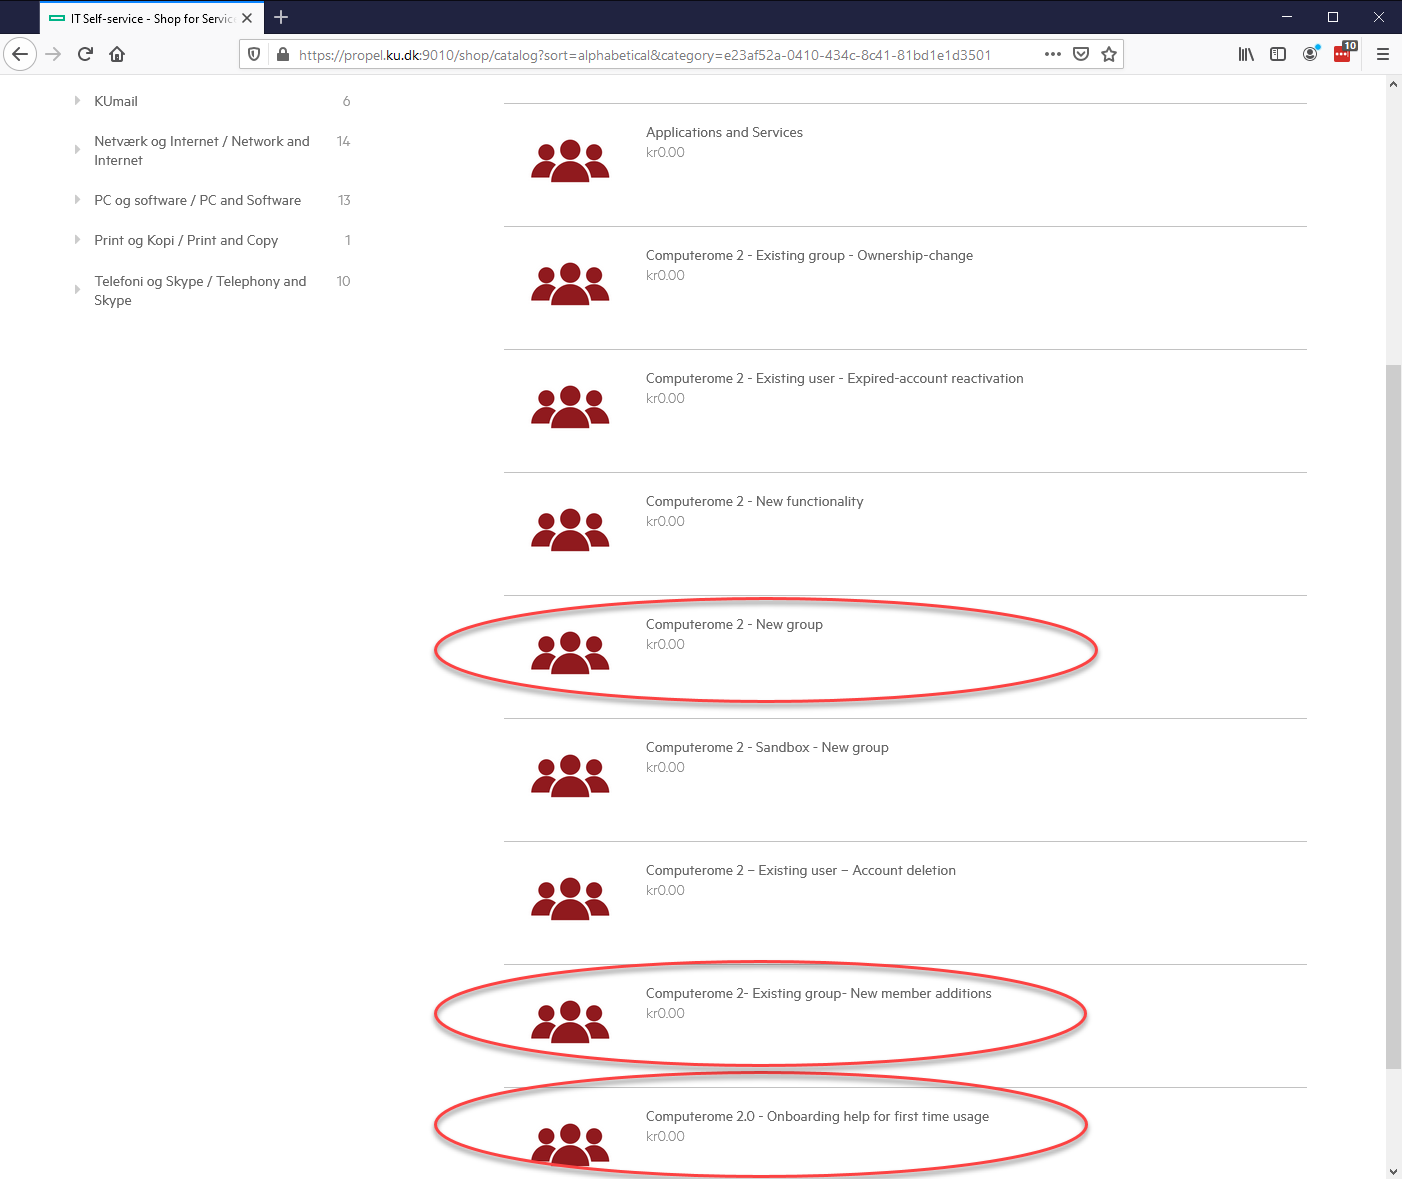 IT Self-service - Shop for Servic
https://propel.ku.dk:9010/shop/catalog?sort=alphabetical&category=e23af52a-0410-434c-8c41-81bd1e1d3501
10
KUmail 6
Netværk og Internet / Network and 14
Internet
PC og software / PC and Software 13
Print og Kopi / Print and Copy 1
Telefoni og Skype / Telephony and 10
Skype
Applications and Services
kr0.00
Computerome 2 - Existing group - Ownership-change
kr0.00
Computerome 2 - Existing user - Expired-account reactivation
kr0.00
Computerome 2 - New functionality
kr0.00
Computerome 2 - New group
kr0.00
Computerome 2 - Sandbox - New group
kr0.00
Computerome 2 – Existing user – Account deletion
kr0.00
Computerome 2- Existing group- New member additions
kr0.00
Computerome 2.0 - Onboarding help for first time usage
kr0.00